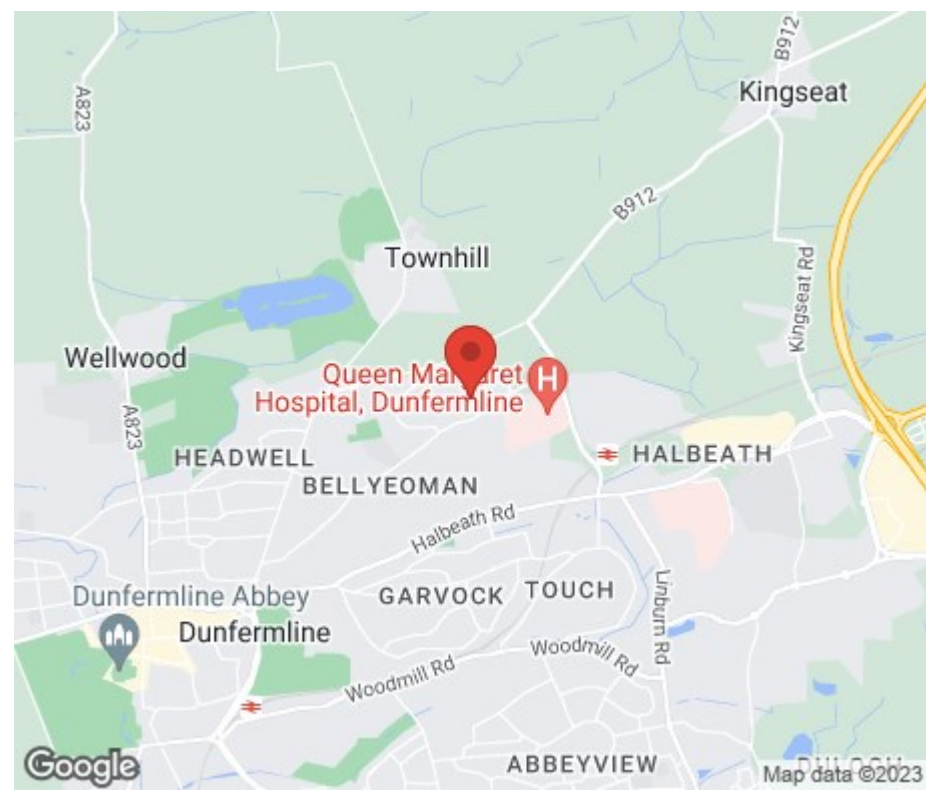 B912
Kingseat
A823
B912
Townhill
Kingseat Rd
Wellwood
Queen Margaret
Hospital, Dunfermline
H
A823
HEADWELL
HALBEATH
BELLYEOMAN
Halbeath Rd
Dunfermline Abbey
GARVOCK
TOUCH
Linburn Rd
Dunfermline
Woodmill Rd
Woodmill Rd
ABBEYVIEW
DULOCH
Google
Map data ©2023